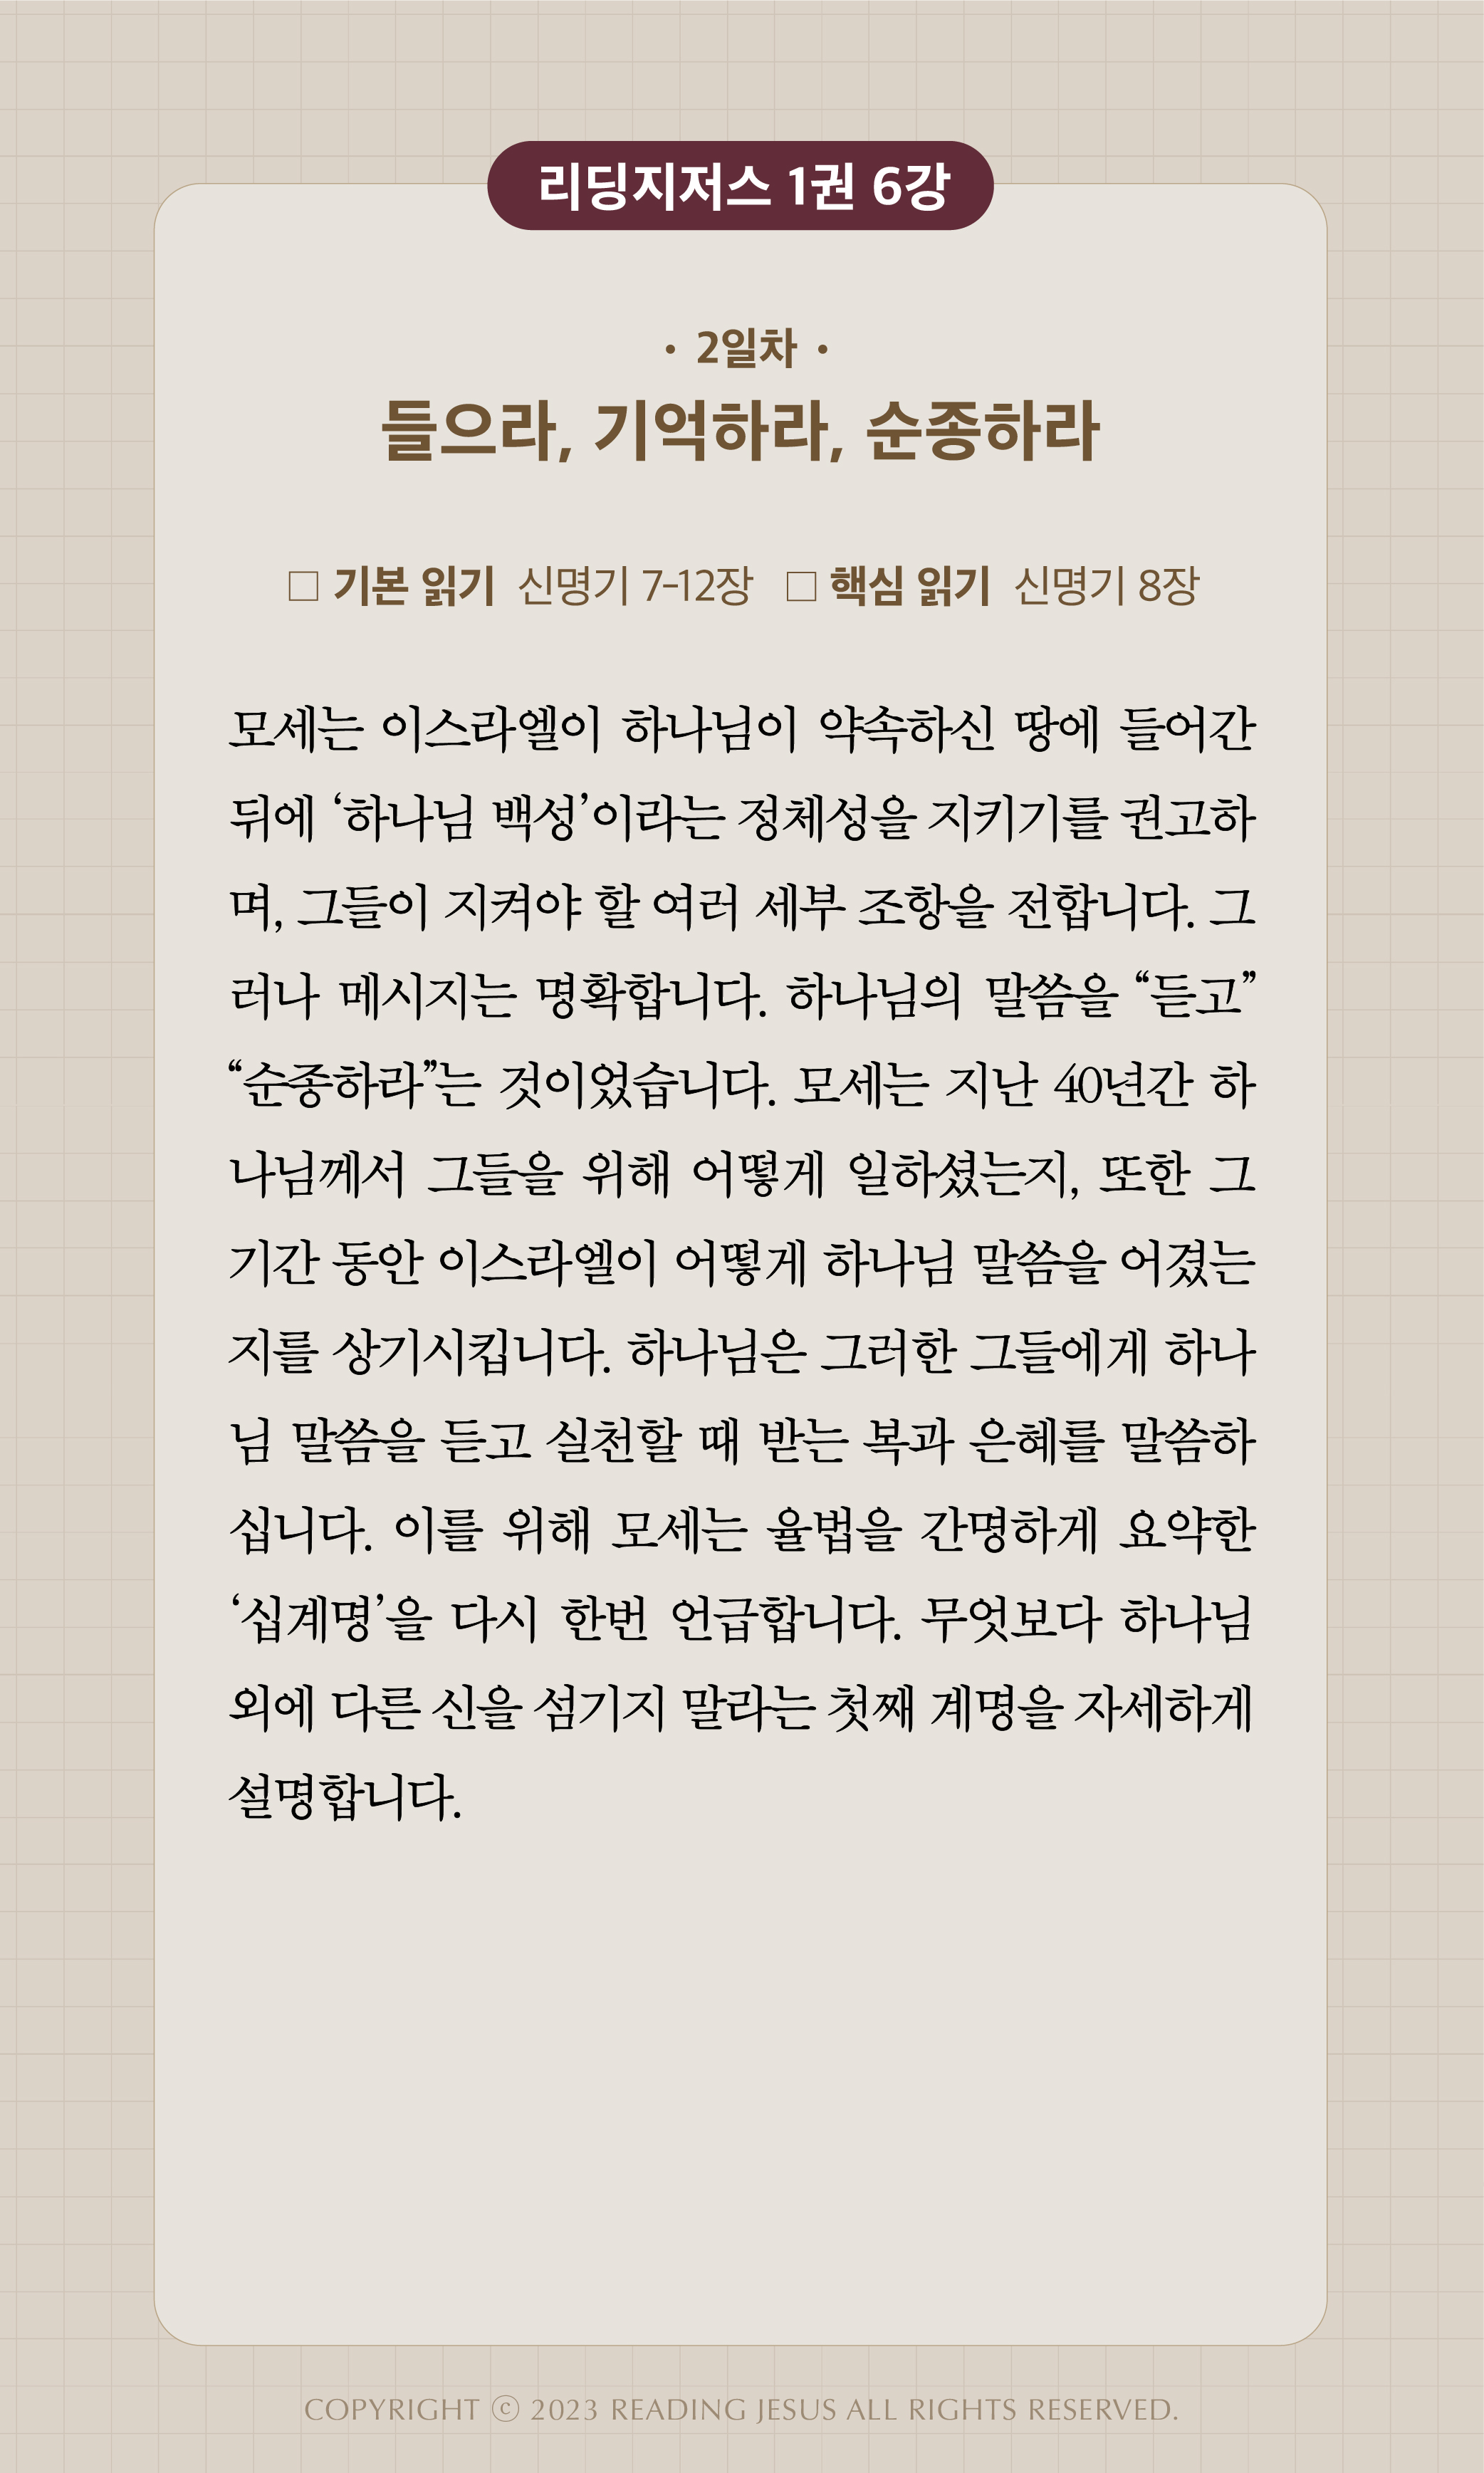 리딩지저스 1권 6강
· 2일차 ·
들으라, 기억하라, 순종하라
□ 기본 읽기 신명기 7-12장 □ 핵심 읽기 신명기 8장
모세는 이스라엘이 하나님이 약속하신 땅에 들어간
뒤에 ‘하나님 백성’이라는 정체성을 지키기를 권고하
며, 그들이 지켜야 할 여러 세부 조항을 전합니다. 그
러나 메시지는 명확합니다. 하나님의 말씀을 “듣고”
“순종하라”는 것이었습니다. 모세는 지난 40년간 하
나님께서 그들을 위해 어떻게 일하셨는지, 또한 그
기간 동안 이스라엘이 어떻게 하나님 말씀을 어겼는
지를 상기시킵니다. 하나님은 그러한 그들에게 하나
님 말씀을 듣고 실천할 때 받는 복과 은혜를 말씀하
십니다. 이를 위해 모세는 율법을 간명하게 요약한
‘십계명’을 다시 한번 언급합니다. 무엇보다 하나님
외에 다른 신을 섬기지 말라는 첫째 계명을 자세하게
설명합니다.
COPYRIGHT ⓒ 2023 READING JESUS ALL RIGHTS RESERVED.